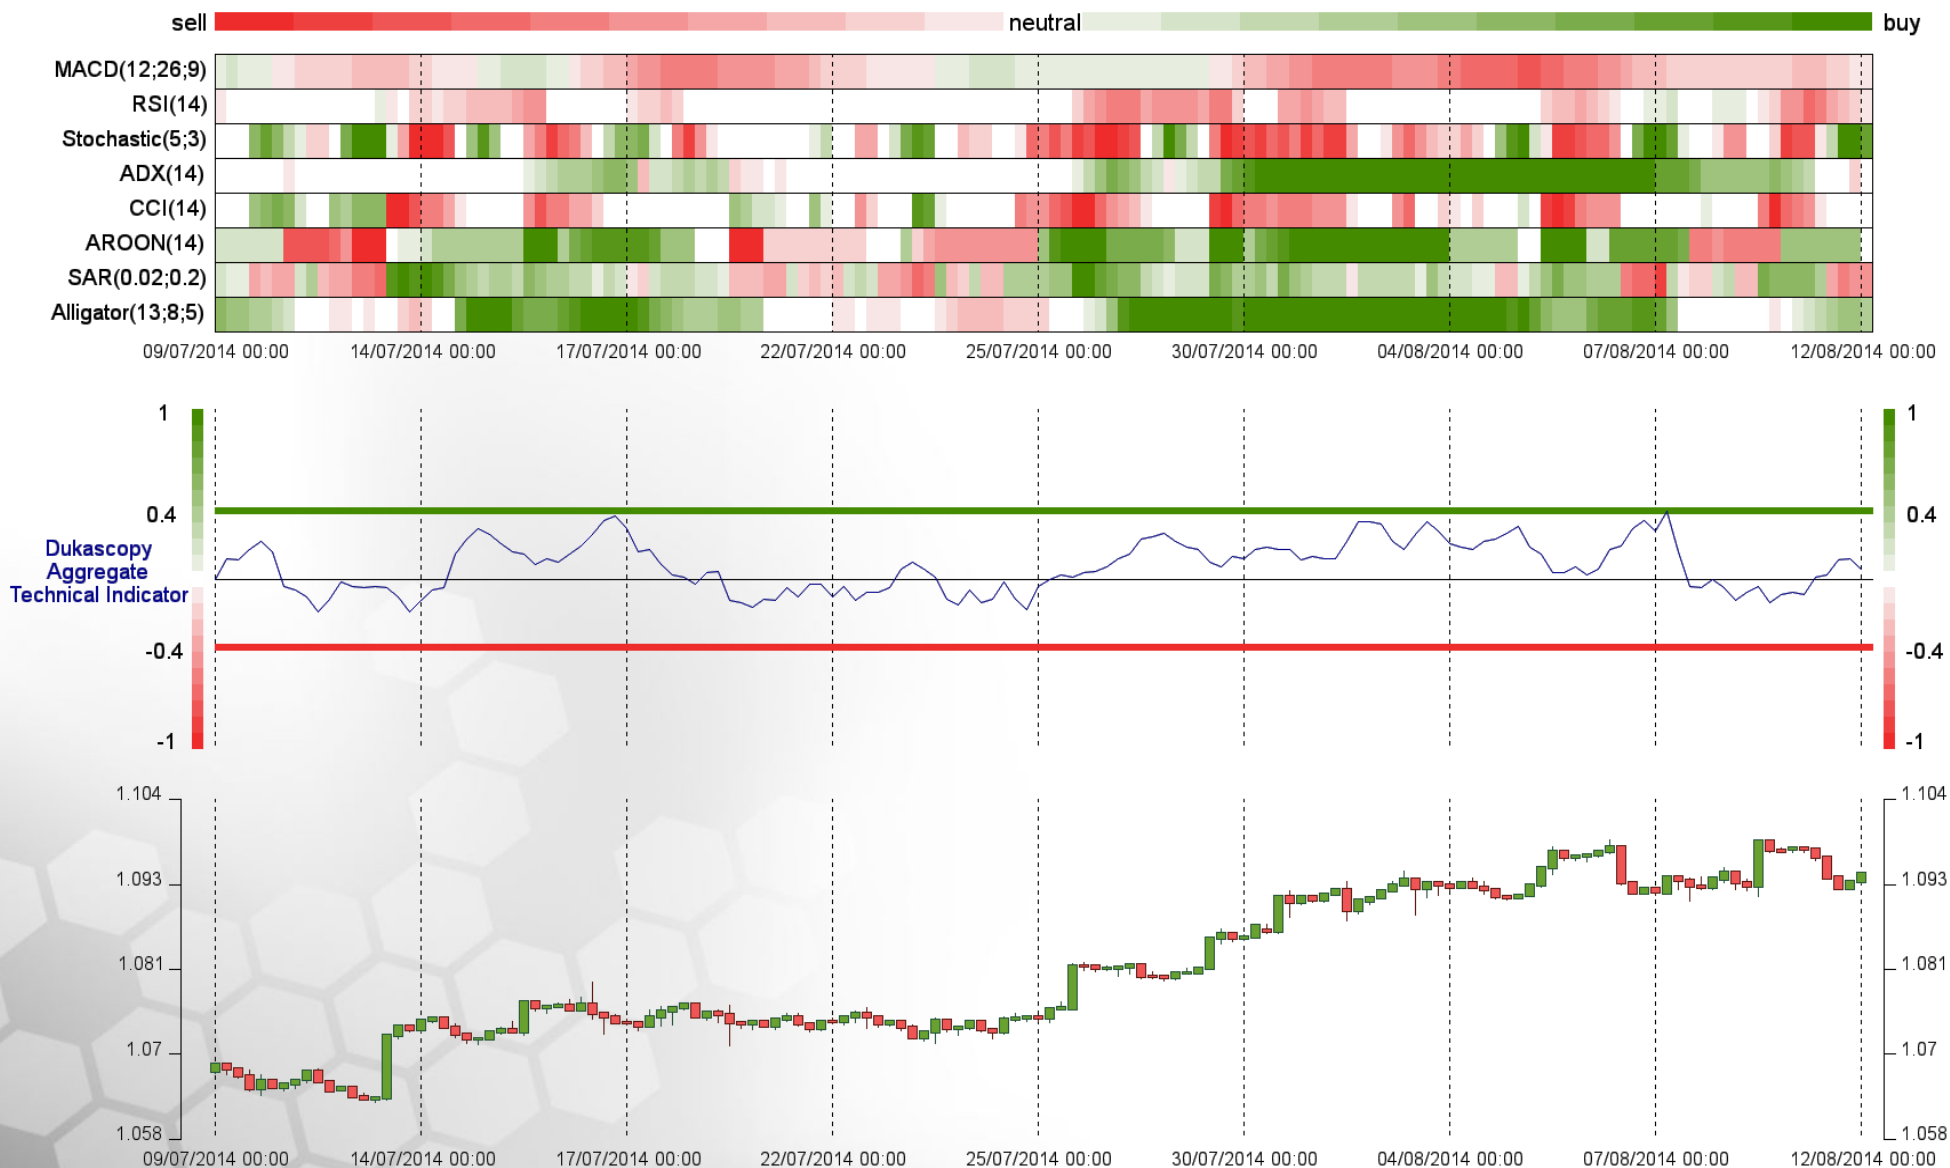 sell neutral buy
MACD(12;26;9)
RSI(14)
Stochastic(5;3)
ADX(14)
CCI(14)
AROON(14)
SAR(0.02;0.2)
Alligator(13;8;5)
09/07/2014 00:00 14/07/2014 00:00 17/07/2014 00:00 22/07/2014 00:00 25/07/2014 00:00 30/07/2014 00:00 04/08/2014 00:00 07/08/2014 00:00 12/08/2014 00:00
1 1
0.4 0.4
Dukascopy
Aggregate
Technical Indicator
-0.4 -0.4
-1 -1
1.104 1.104
1.093 1.093
1.081 1.081
1.07 1.07
1.058 1.058
09/07/2014 00:00 14/07/2014 00:00 17/07/2014 00:00 22/07/2014 00:00 25/07/2014 00:00 30/07/2014 00:00 04/08/2014 00:00 07/08/2014 00:00 12/08/2014 00:00